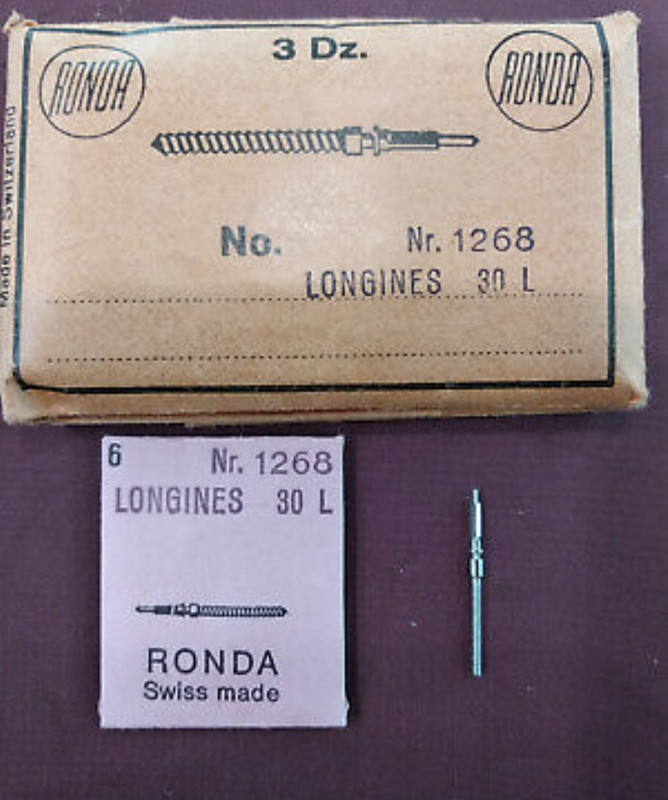 3 Dz.
RONDA
RONDA
Made in Switzerland
No.
Nr. 1268
LONGINES 30 L
6
Nr. 1268
LONGINES 30 L
RONDA
Swiss made